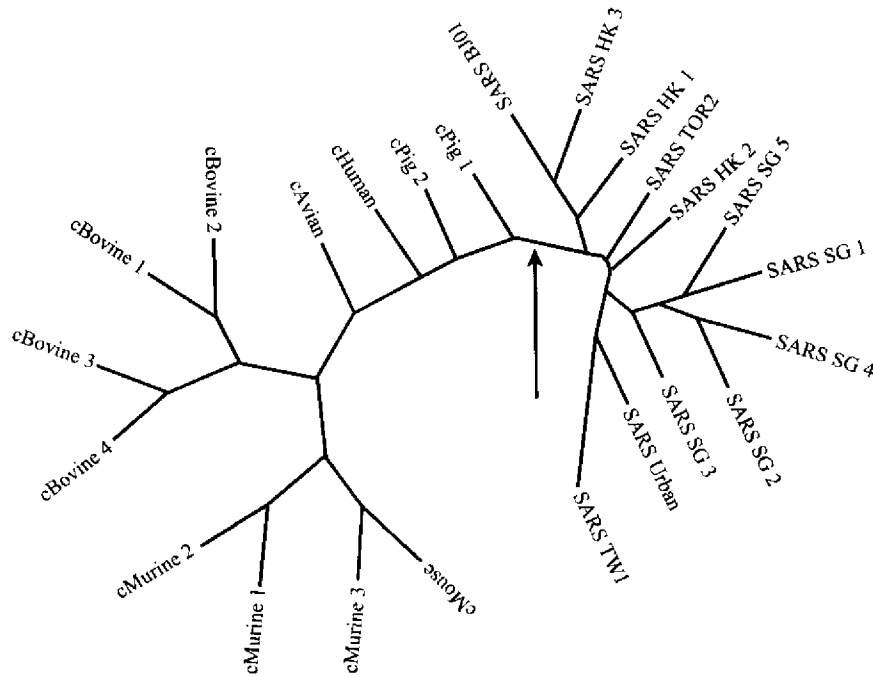 SARS BJ01
SARS HK 3
SARS HK 1
SARS TOR2
SARS HK 2
SARS SG 5
SARS SG 1
SARS SG 4
SARS SG 2
SARS SG 3
SARS Urban
SARS TW1
cPig 1
cPig 2
cHuman
cAvian
cBovine 2
cBovine 1
cBovine 3
cBovine 4
cMurine 2
cMurine 1
cMurine 3
cMouse